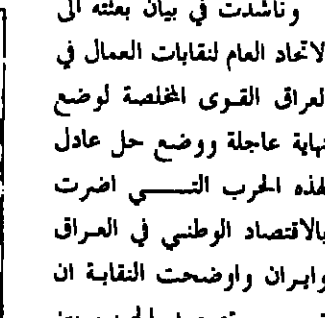 وناشدت في بيان بعثته الى
الاتحاد العام لنقابات العمال في
العراق القوى المخلصة لوضع
نهاية عاجلة ووضع حل عادل
لهذه الحرب التي اضرت
بالاقتصاد الوطني في العراق
وايران واوضحت النقابة ان